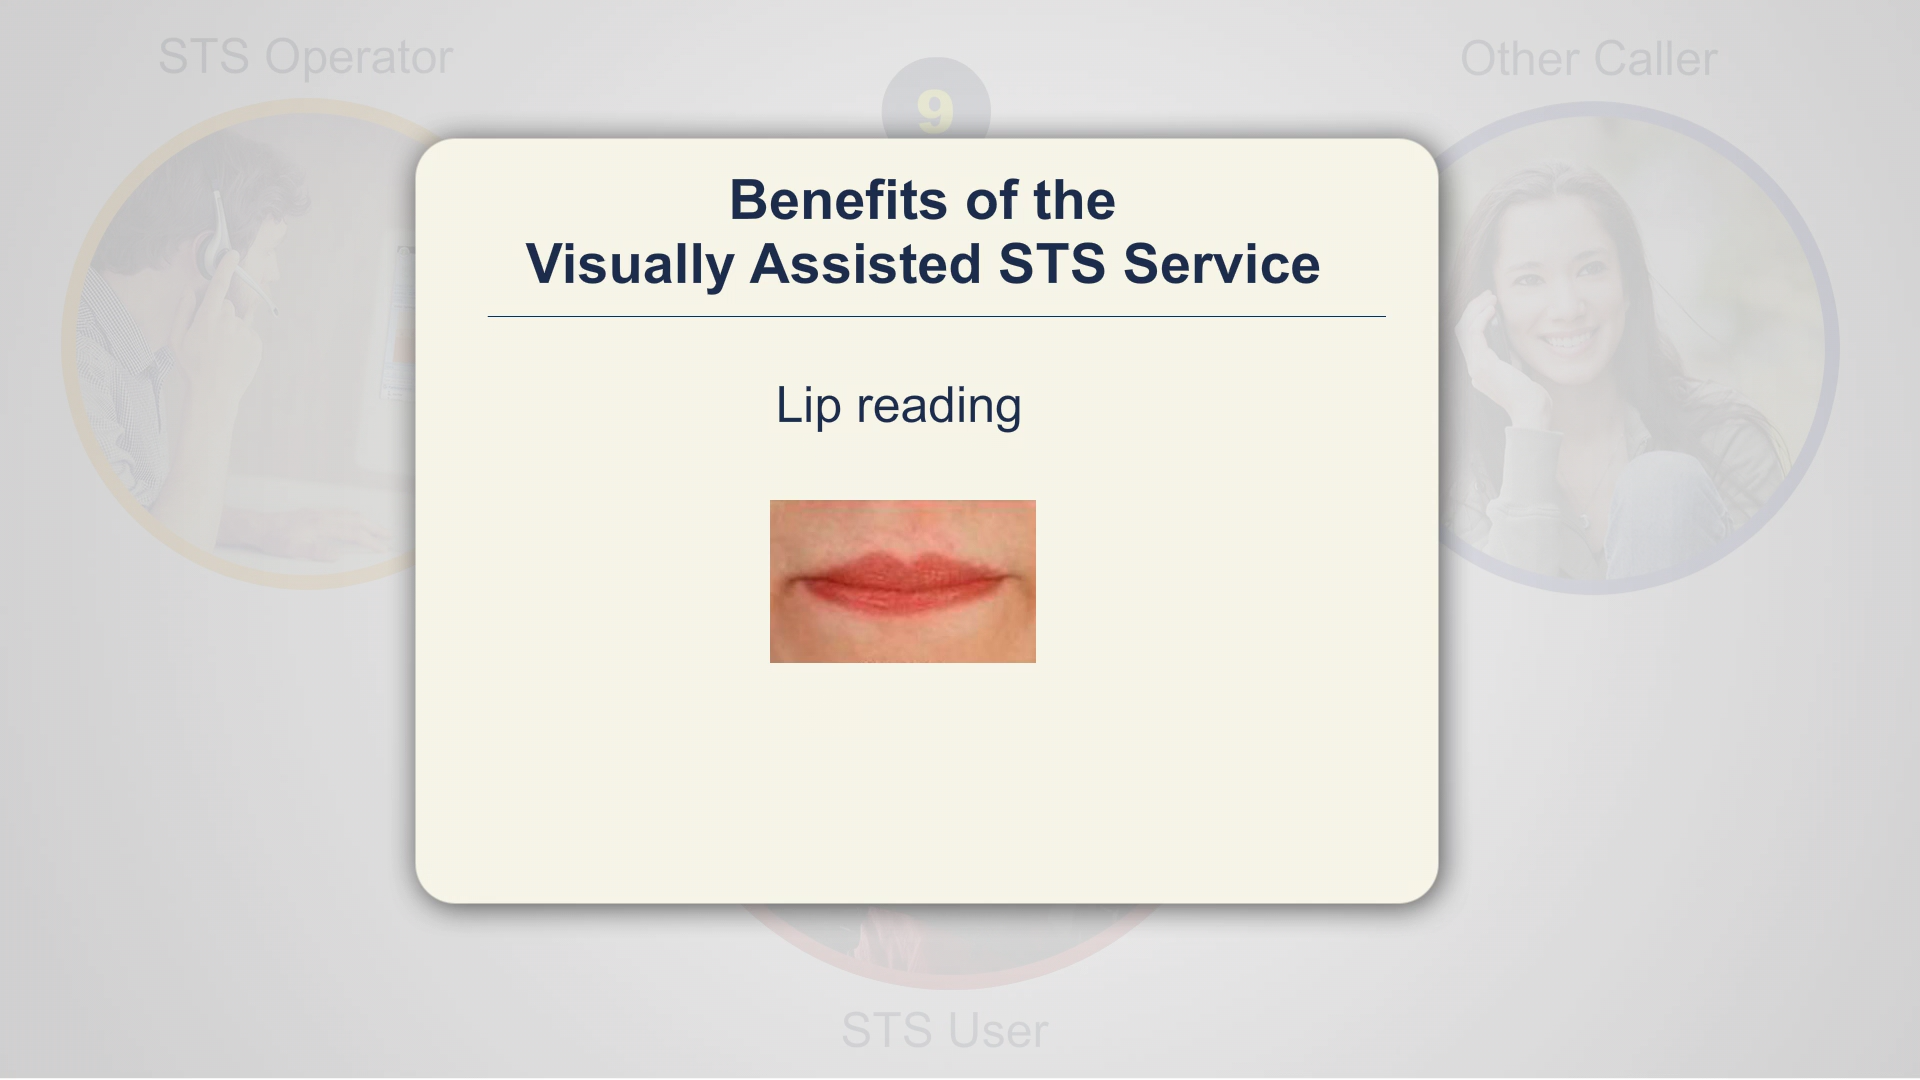 STS Operator
Other Caller
9
Benefits of the
Visually Assisted STS Service
Lip reading
STS User